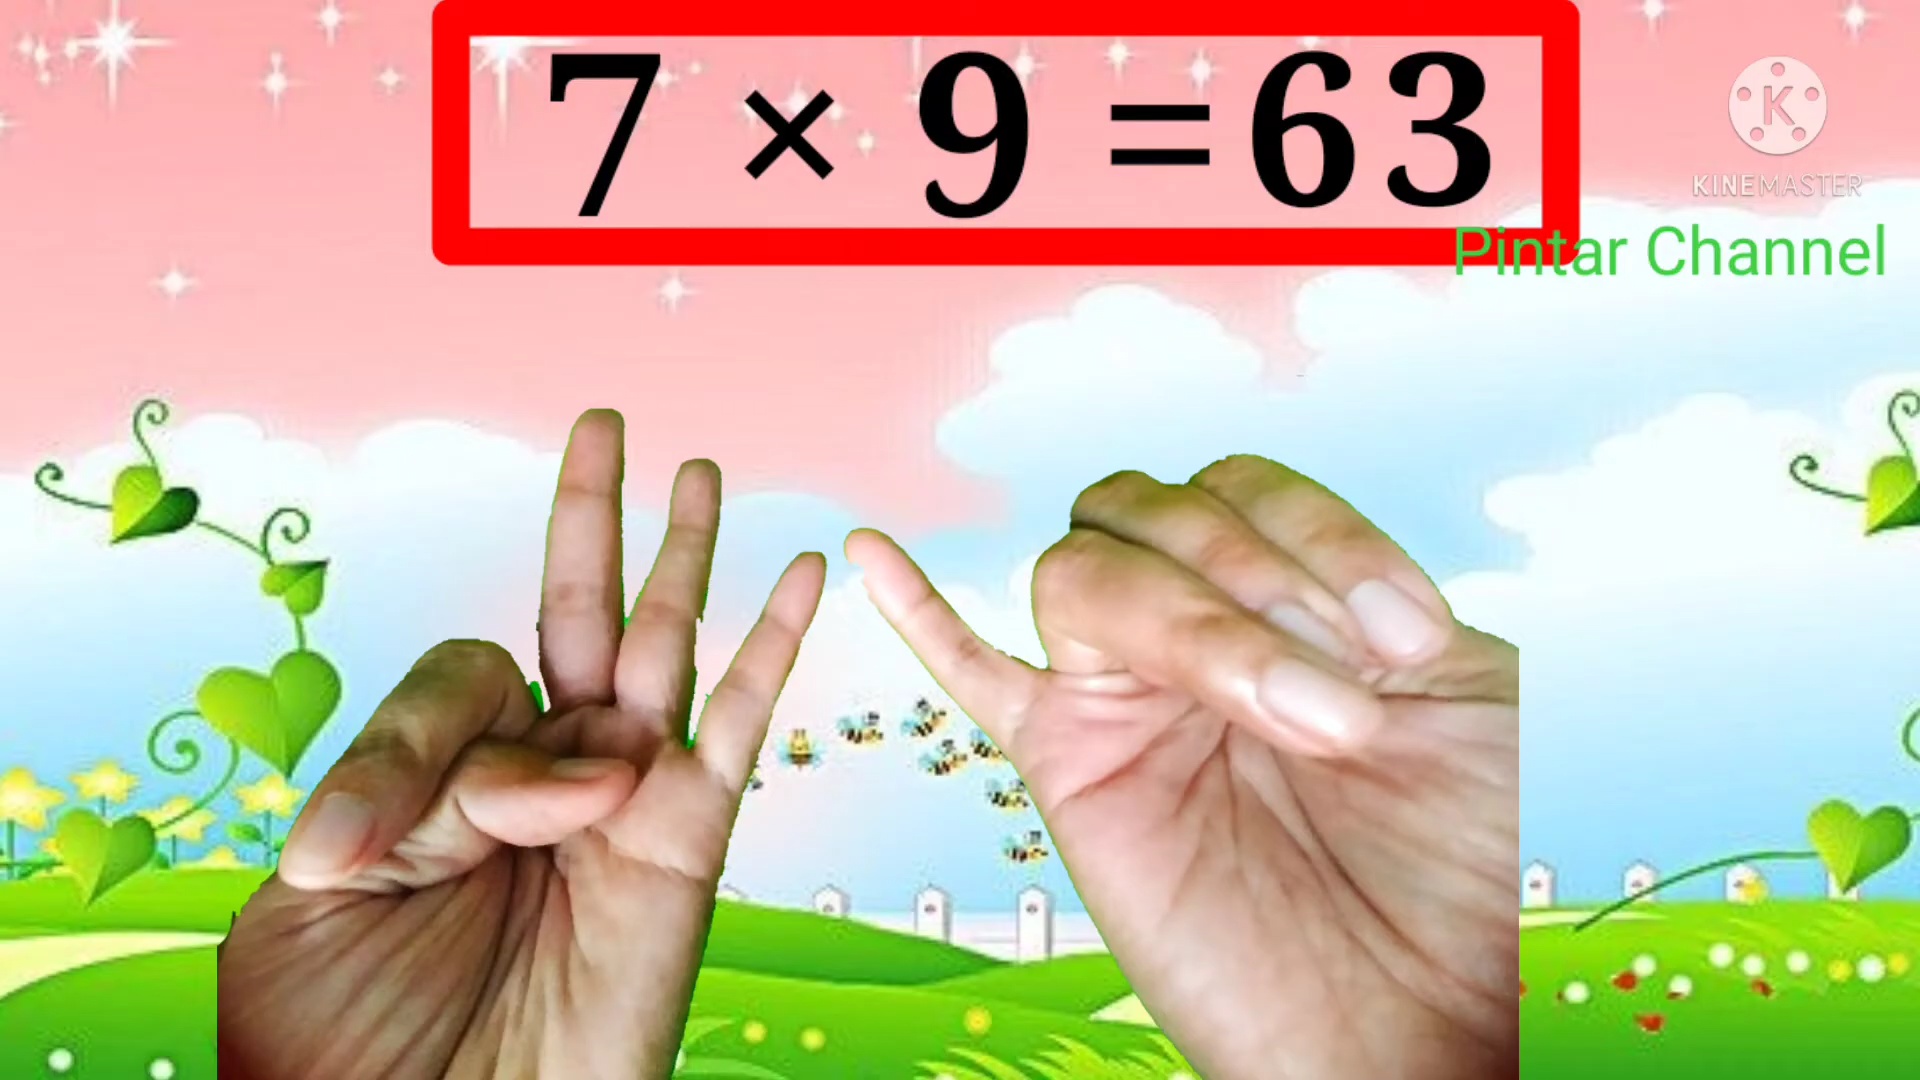 7 × 9 = 63
K
KINEMASTER
Pintar Channel